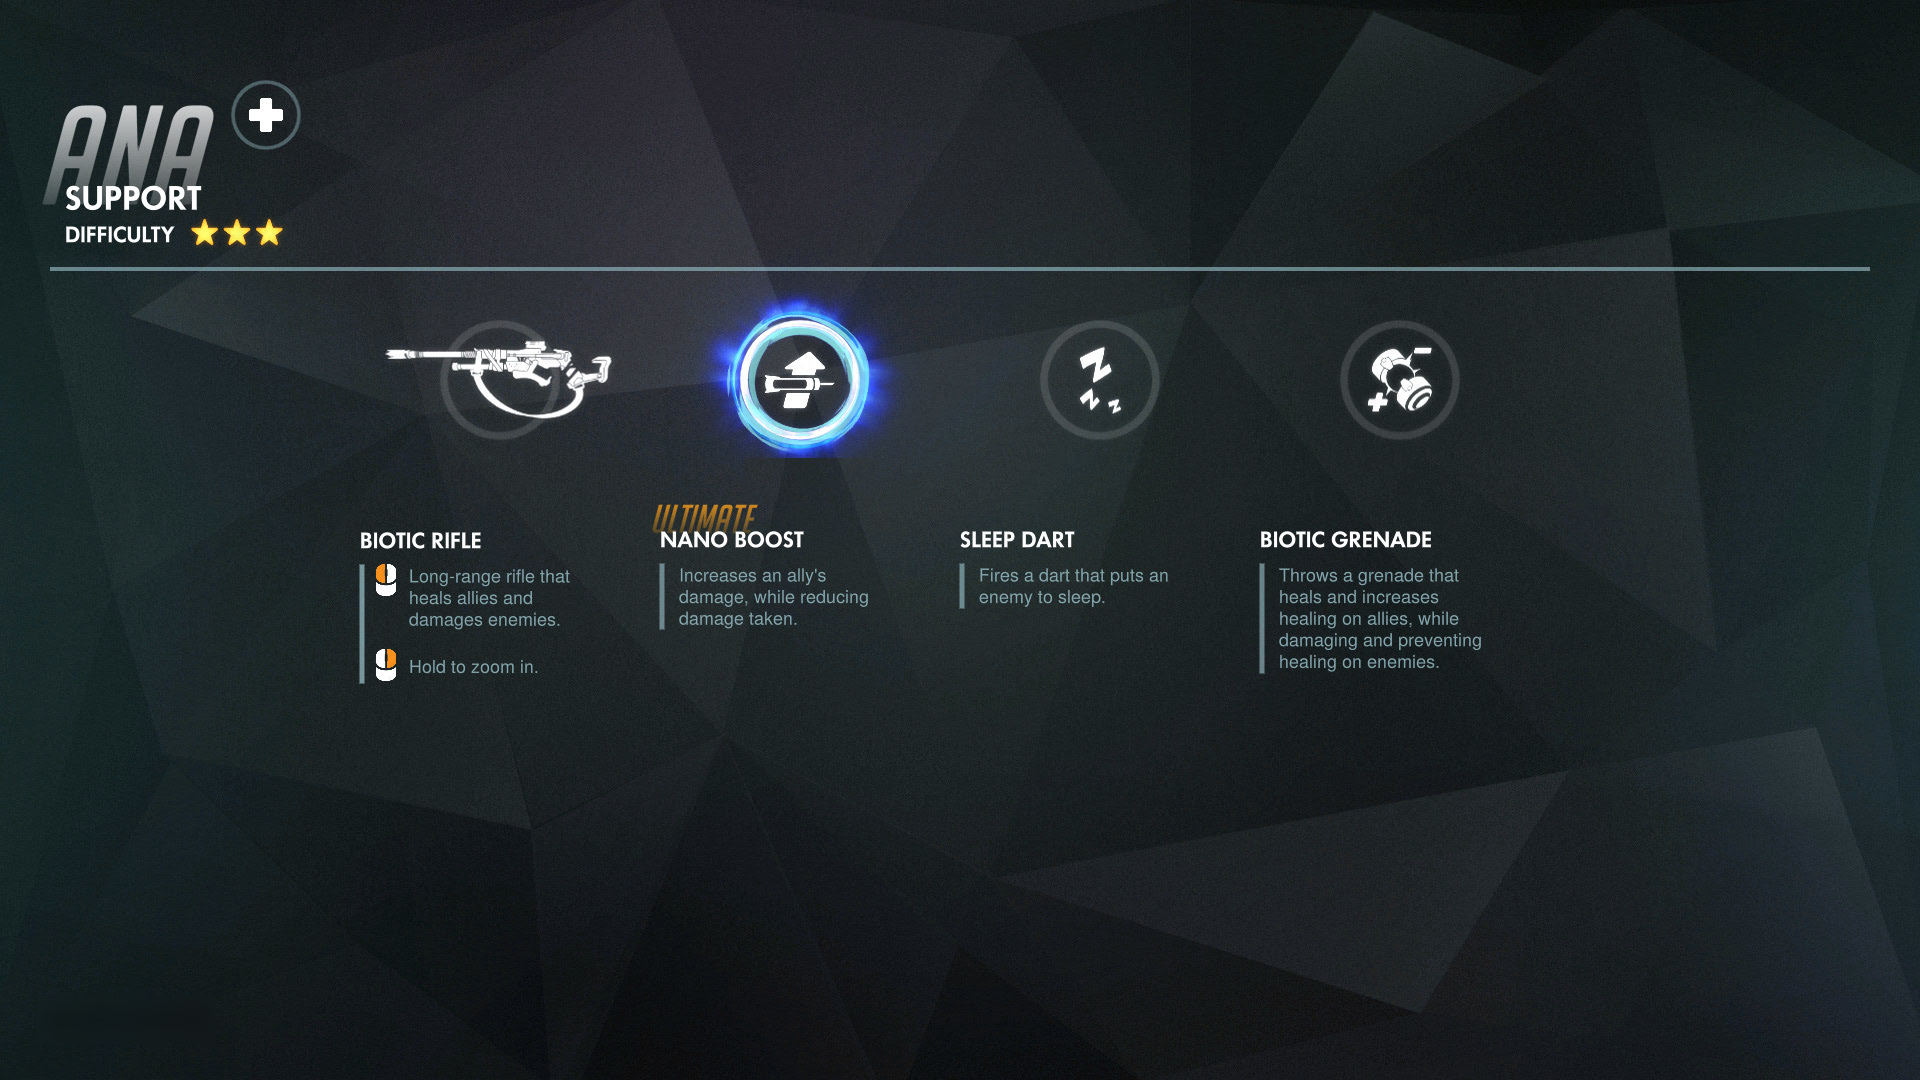 ANA
SUPPORT
DIFFICULTY
BIOTIC RIFLE
Long-range rifle that
heals allies and
damages enemies.
Hold to zoom in.
ULTIMATE
NANO BOOST
Increases an ally's
damage, while reducing
damage taken.
SLEEP DART
Fires a dart that puts an
enemy to sleep.
BIOTIC GRENADE
Throws a grenade that
heals and increases
healing on allies, while
damaging and preventing
healing on enemies.